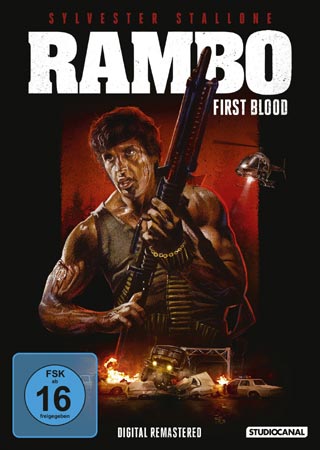 SYLVESTER STALLONE
RAMBO
FIRST BLOOD
FSK
ab
16
freigegeben
DIGITAL REMASTERED
STUDIOCANAL